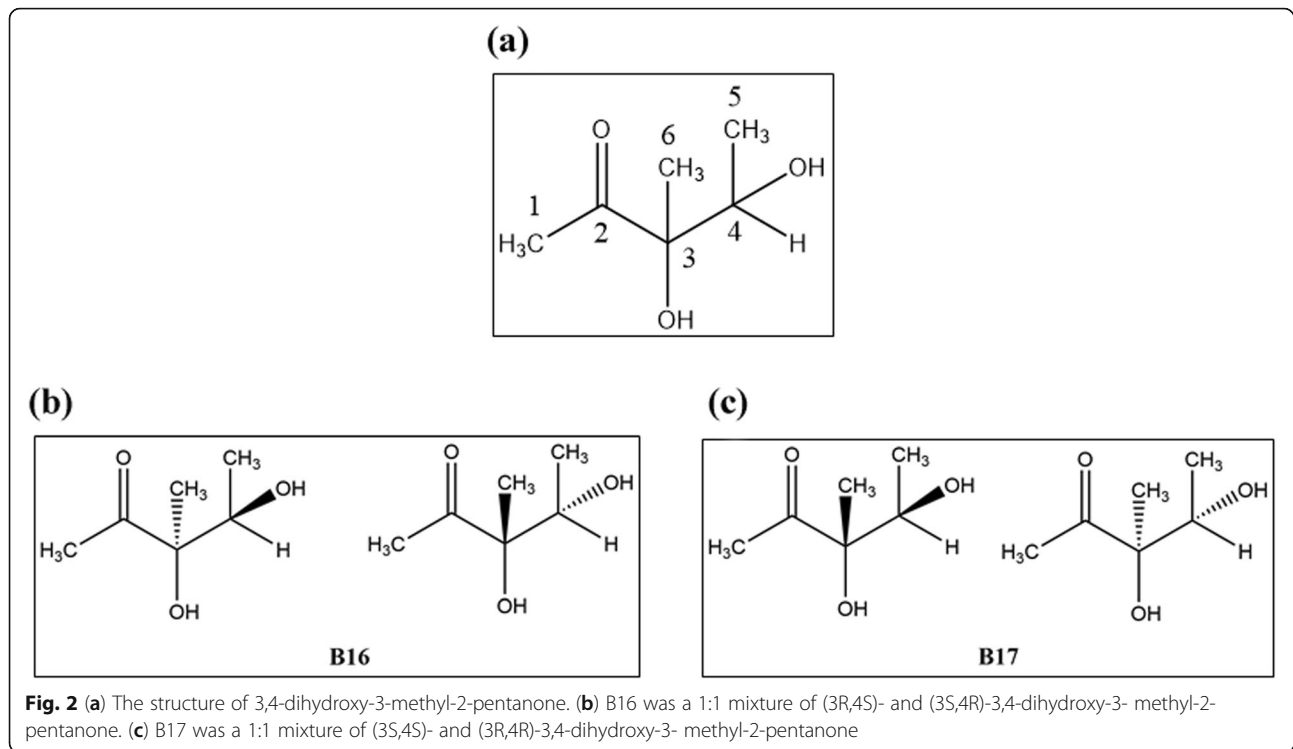 (a)
5
O
6
CH₃
CH₃
OH
1
H₃C
2
3
4
H
OH
(b)
(c)
O
CH₃
CH₃
OH
H₃C
H
OH
O
CH₃
CH₃
OH
H₃C
H
OH
B16
O
CH₃
CH₃
OH
H₃C
H
OH
O
CH₃
CH₃
OH
H₃C
H
OH
B17
Fig. 2 (a) The structure of 3,4-dihydroxy-3-methyl-2-pentanone. (b) B16 was a 1:1 mixture of (3R,4S)- and (3S,4R)-3,4-dihydroxy-3- methyl-2-
pentanone. (c) B17 was a 1:1 mixture of (3S,4S)- and (3R,4R)-3,4-dihydroxy-3- methyl-2-pentanone